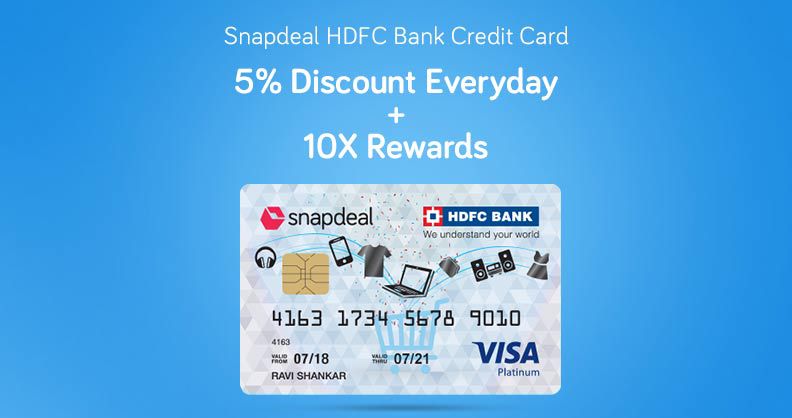 Snapdeal HDFC Bank Credit Card
5% Discount Everyday
+
10X Rewards
snapdeal HDFC BANK
We understand your world
4163 1734 5678 9010
4163
VALID FROM 07/18 VALID THRU 07/21
RAVI SHANKAR
VISA
Platinum